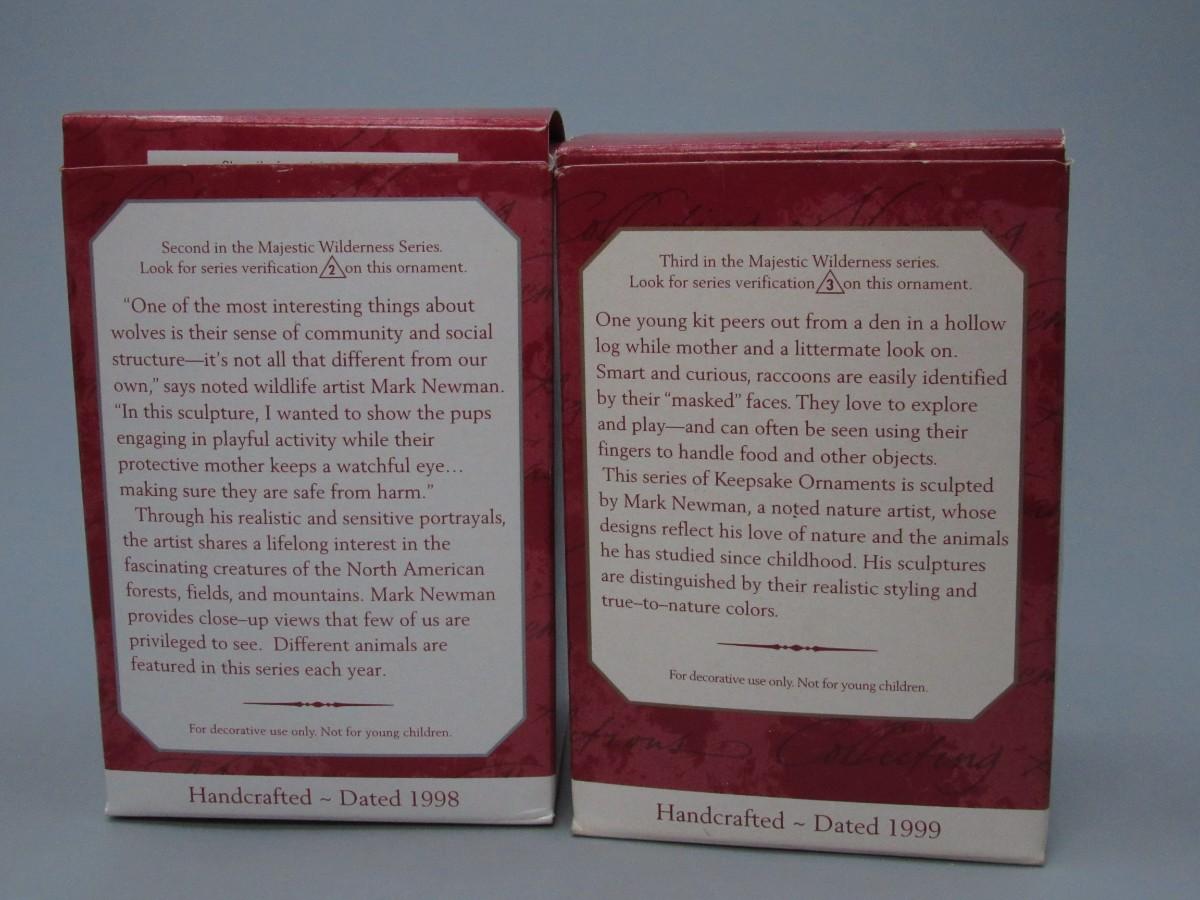 Second in the Majestic Wilderness Series.
Look for series verification 2 on this ornament.
“One of the most interesting things about
wolves is their sense of community and social
structure—it’s not all that different from our
own,” says noted wildlife artist Mark Newman.
“In this sculpture, I wanted to show the pups
engaging in playful activity while their
protective mother keeps a watchful eye…
making sure they are safe from harm.”
Through his realistic and sensitive portrayals,
the artist shares a lifelong interest in the
fascinating creatures of the North American
forests, fields, and mountains. Mark Newman
provides close–up views that few of us are
privileged to see. Different animals are
featured in this series each year.
For decorative use only. Not for young children.
Handcrafted ~ Dated 1998
Third in the Majestic Wilderness series.
Look for series verification 3 on this ornament.
One young kit peers out from a den in a hollow
log while mother and a littermate look on.
Smart and curious, raccoons are easily identified
by their “masked” faces. They love to explore
and play—and can often be seen using their
fingers to handle food and other objects.
This series of Keepsake Ornaments is sculpted
by Mark Newman, a noted nature artist, whose
designs reflect his love of nature and the animals
he has studied since childhood. His sculptures
are distinguished by their realistic styling and
true–to–nature colors.
For decorative use only. Not for young children.
Collecting
Handcrafted ~ Dated 1999